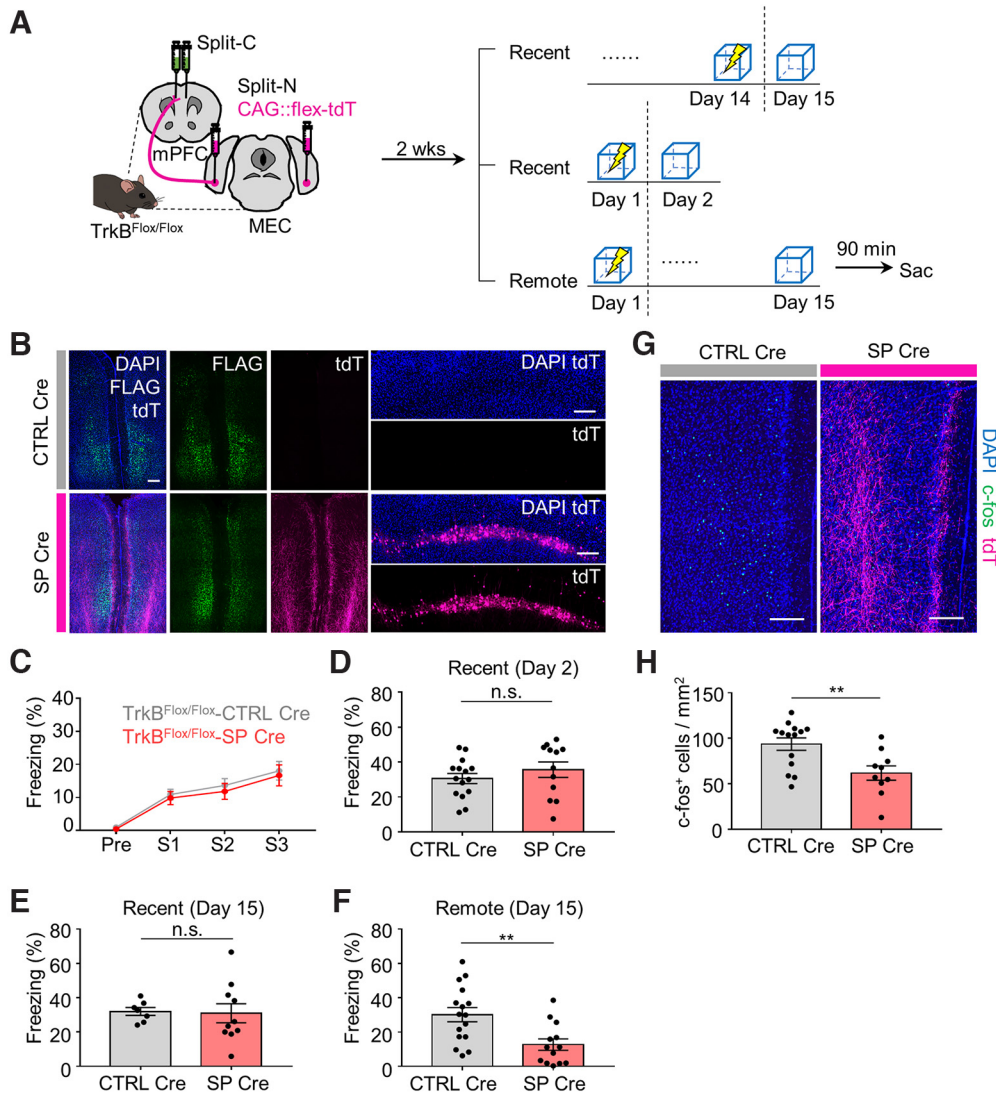 A
Split-C
Split-N
CAG::flex-tdT
mPFC
TrkBFlox/Flox
MEC
2 wks
Recent
......
Day 14
Day 15
Recent
Day 1
Day 2
Remote
......
Day 1
Day 15
90 min
Sac
B
CTRL Cre
DAPI
FLAG
tdT
FLAG
tdT
DAPI tdT
tdT
SP Cre
DAPI tdT
tdT
G
CTRL Cre
SP Cre
DAPI c-fos tdT
C
Freezing (%)
40
30
20
10
0
TrkBFlox/Flox-CTRL Cre
TrkBFlox/Flox-SP Cre
Pre
S1
S2
S3
D
Recent (Day 2)
n.s.
Freezing (%)
80
60
40
20
0
CTRL Cre
SP Cre
H
**
c-fos+ cells / mm2
150
100
50
0
CTRL Cre
SP Cre
E
Recent (Day 15)
n.s.
Freezing (%)
80
60
40
20
0
CTRL Cre
SP Cre
F
Remote (Day 15)
**
Freezing (%)
80
60
40
20
0
CTRL Cre
SP Cre